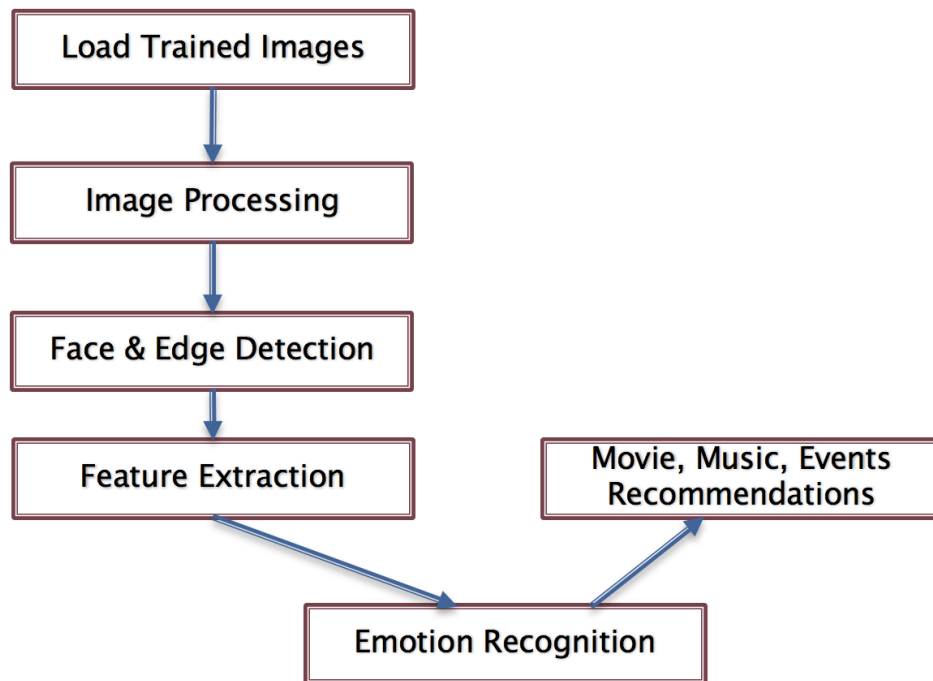 Load Trained Images
Image Processing
Face & Edge Detection
Feature Extraction
Movie, Music, Events
Recommendations
Emotion Recognition